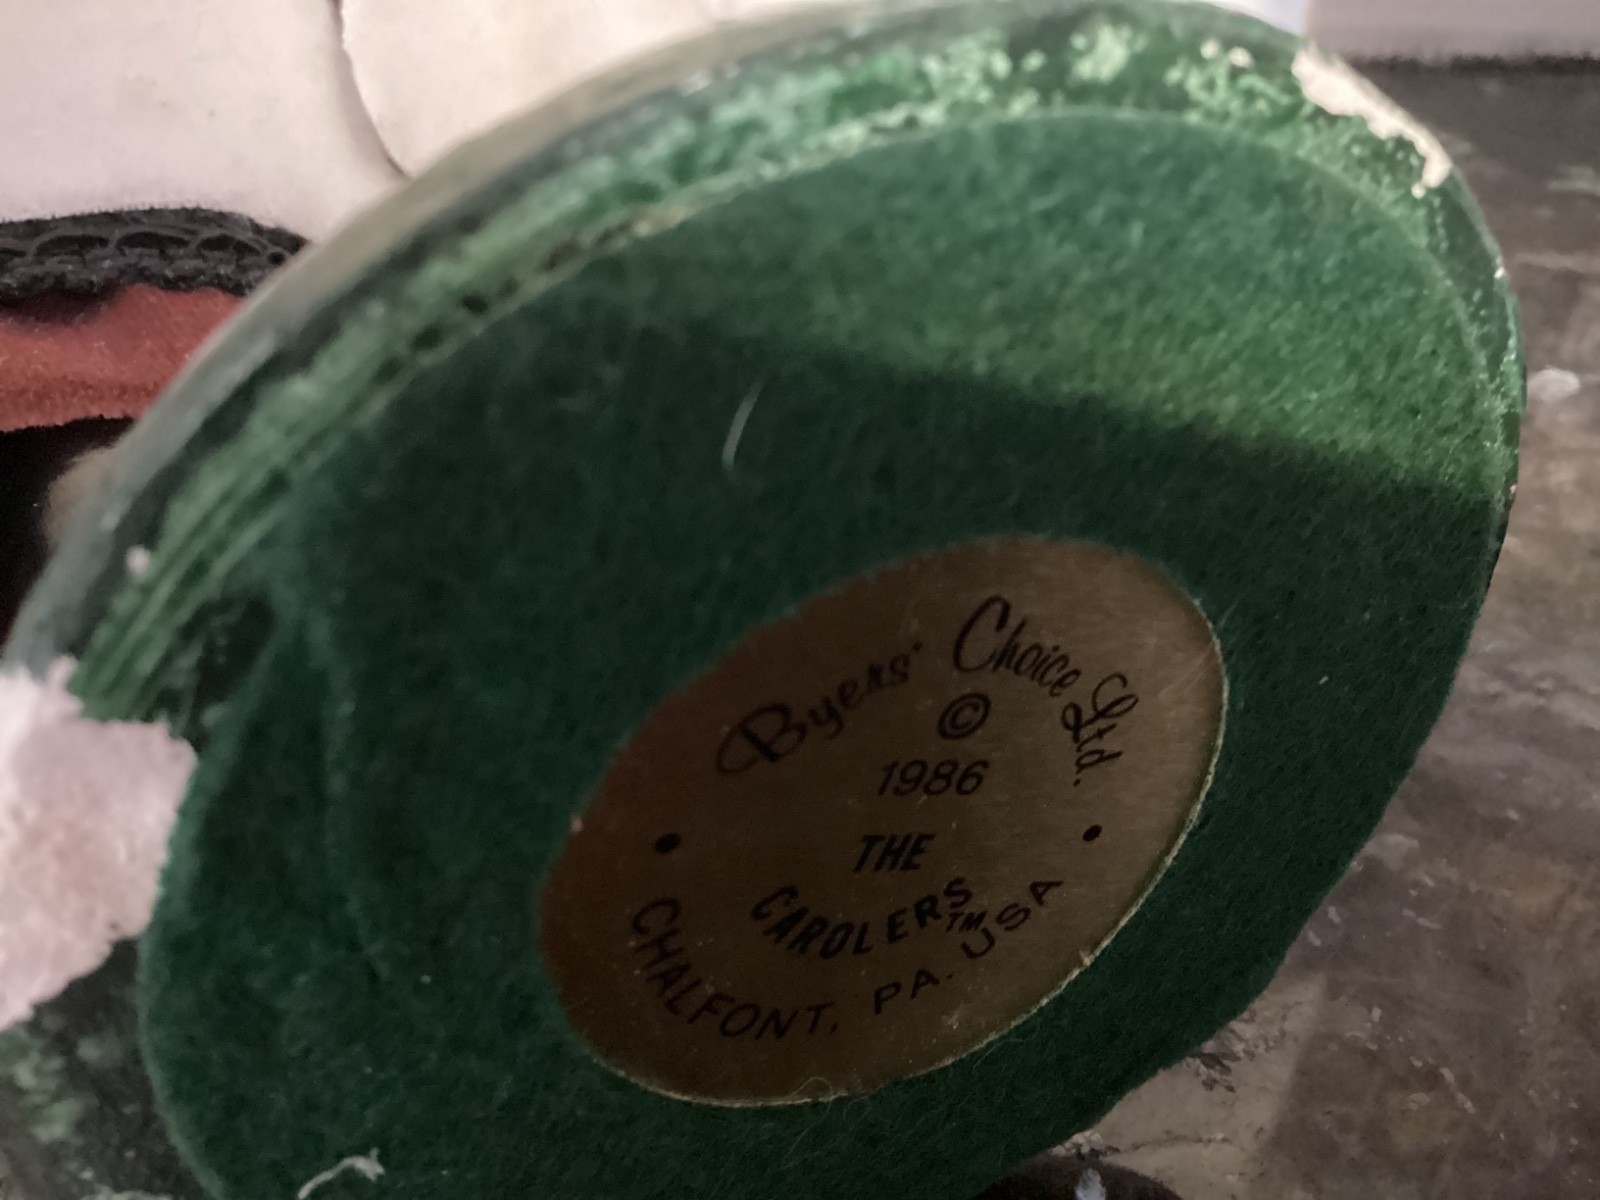 Byers' Choice Ltd.
©
1986
THE
CAROLERS™
CHALFONT, PA. USA